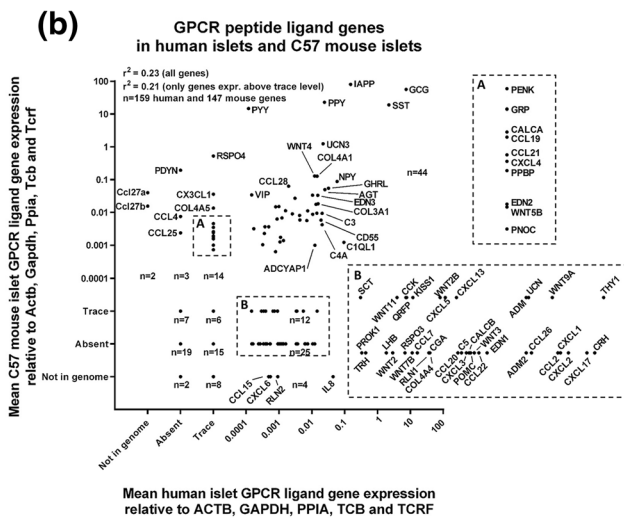 (b)
GPCR peptide ligand genes
in human islets and C57 mouse islets
r² = 0.23 (all genes)
r² = 0.21 (only genes expr. above trace level)
n=159 human and 147 mouse genes
Mean C57 mouse islet GPCR ligand gene expression
relative to Actb, Gapdh, Ppia, Tcb and Tcrf
100
10
1
0.1
0.01
0.001
0.0001
Trace
Absent
Not in genome
IAPP
GCG
PPY
SST
PYY
UCN3
WNT4
COL4A1
RSPO4
PDYN
NPY
n=44
CCL28
GHRL
Ccl27a
CX3CL1
VIP
AGT
EDN3
Ccl27b
COL4A5
COL3A1
CCL4
C3
A
CCL25
CD55
C1QL1
C4A
ADCYAP1
n=2
n=3
n=14
B
n=7
n=6
n=12
n=19
n=15
n=25
n=2
n=8
CCL15
CXCL6
RLN2
n=4
IL8
A
PENK
GRP
CALCA
CCL19
CCL21
CXCL4
PPBP
EDN2
WNT5B
PNOC
B
SCT
WNT11
CCK
QRFP
KISS1
WNT2B
CXCL5
CXCL13
ADM
UCN
WNT9A
THY1
PROK1
TRH
LHB
WNT2
RSPO3
WNT7B
CCL7
RLN1
CGA
COL4A4
CCL20
C5
CXCL3
CALCB
POMC
WNT3
CCL22
EDN1
ADM2
CCL26
CCL2
CXCL1
CXCL2
CXCL17
CRH
Not in genome
Absent
Trace
0.0001
0.001
0.01
0.1
1
10
100
Mean human islet GPCR ligand gene expression
relative to ACTB, GAPDH, PPIA, TCB and TCRF